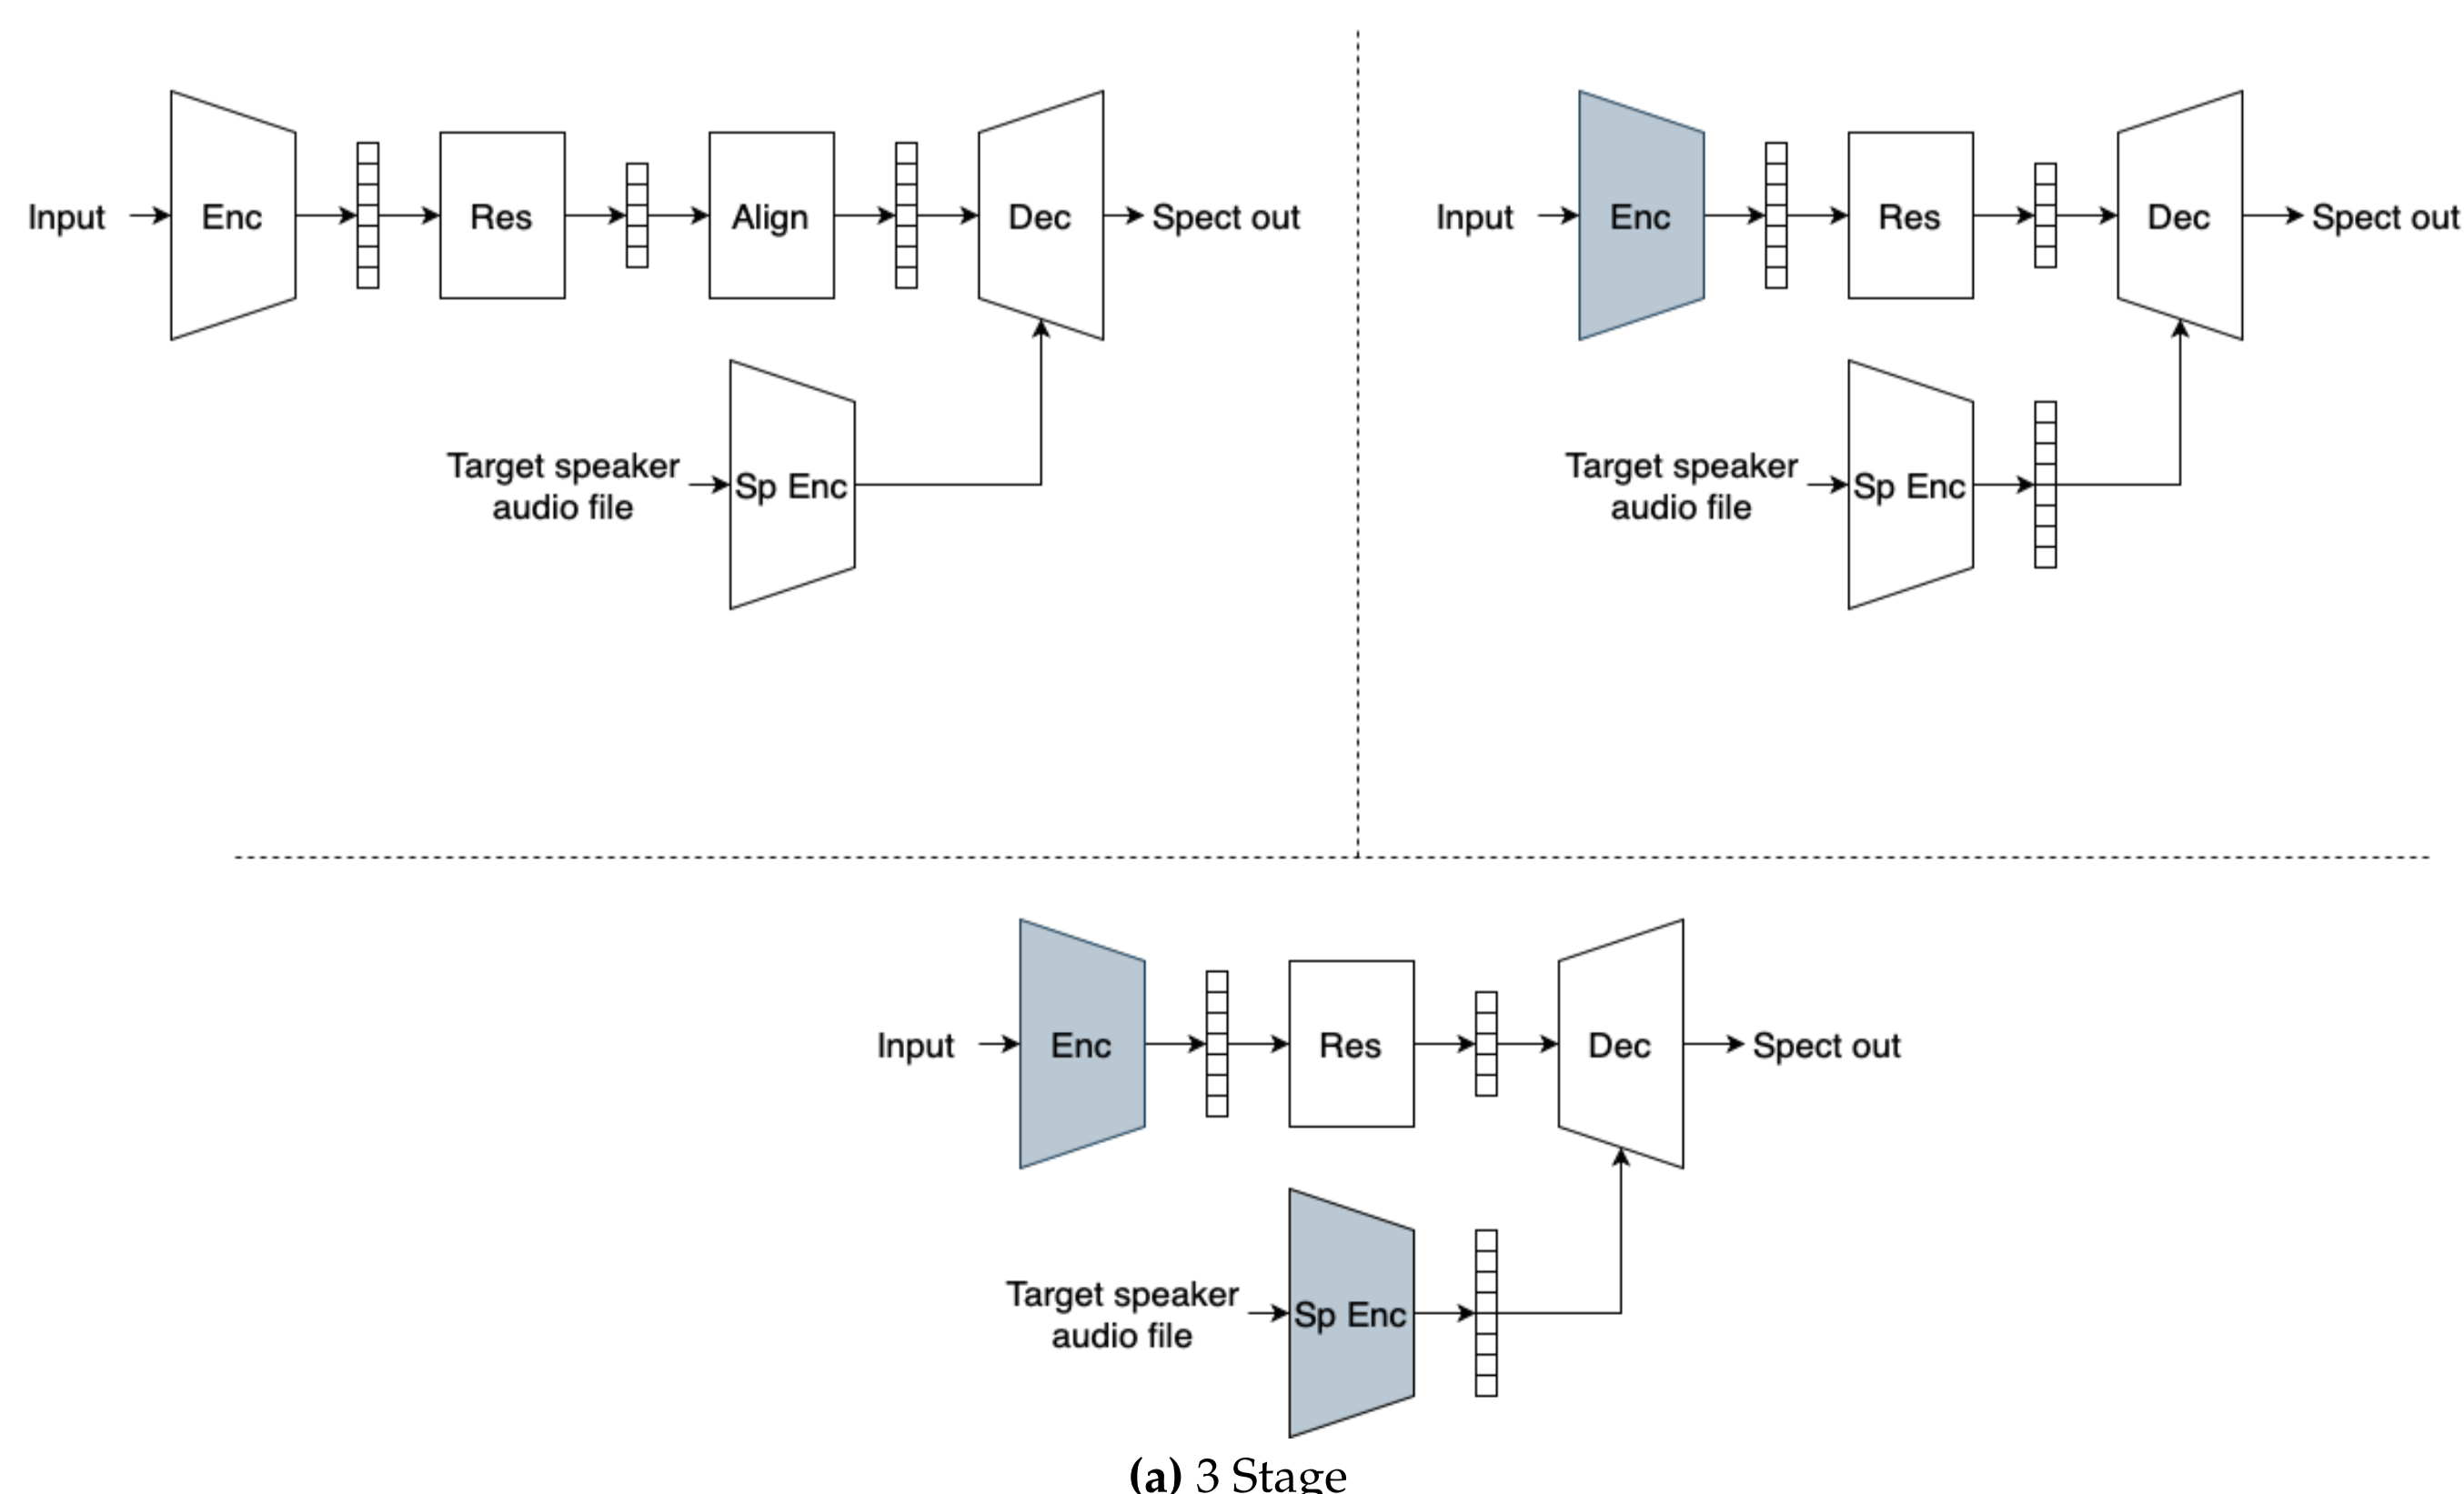 Input
Enc
Res
Align
Dec
Spect out
Target speaker
audio file
Sp Enc
Input
Enc
Res
Dec
Spect out
Target speaker
audio file
Sp Enc
Input
Enc
Res
Dec
Spect out
Target speaker
audio file
Sp Enc
(a) 3 Stage